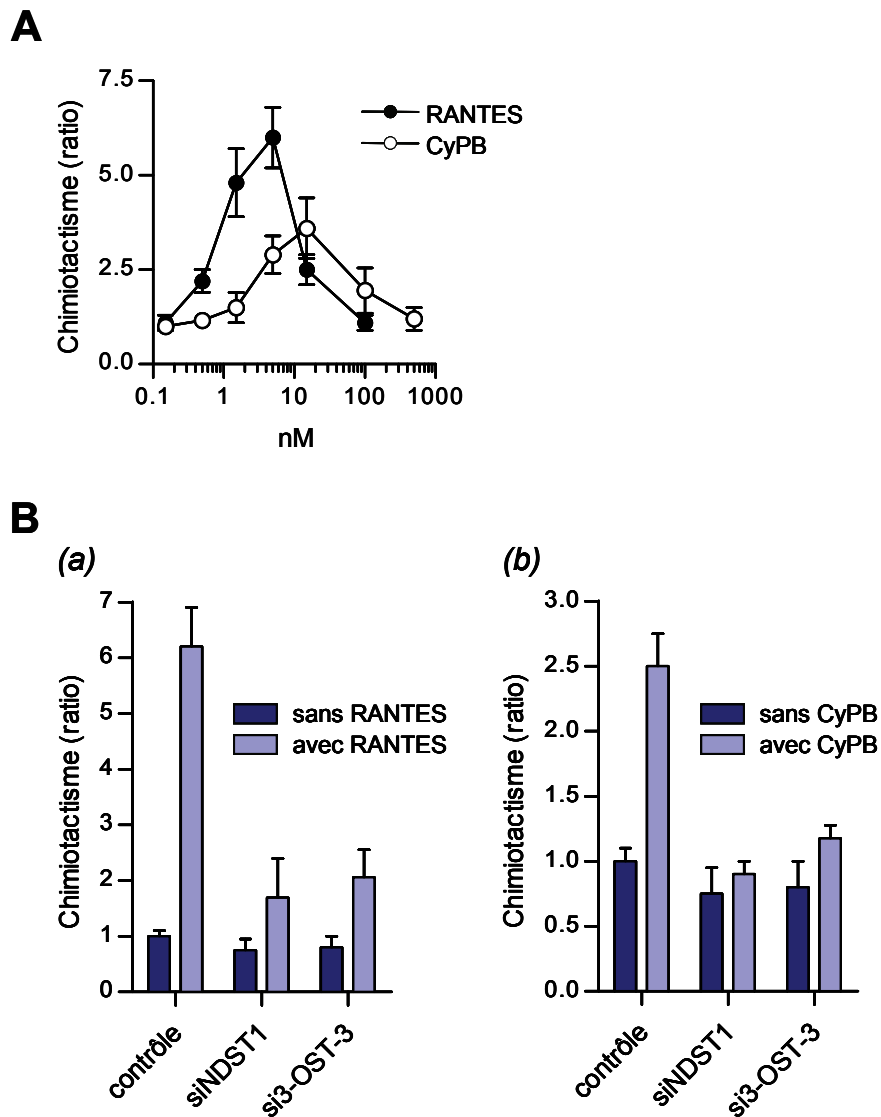 A
7.5
5.0
2.5
0.0
Chimiotactisme (ratio)
RANTES
CyPB
0.1 1 10 100 1000
nM
B
(a)
7
6
5
4
3
2
1
0
Chimiotactisme (ratio)
sans RANTES
avec RANTES
contrôle
siNDST1
si3-OST-3
(b)
3.0
2.5
2.0
1.5
1.0
0.5
0.0
Chimiotactisme (ratio)
sans CyPB
avec CyPB
contrôle
siNDST1
si3-OST-3